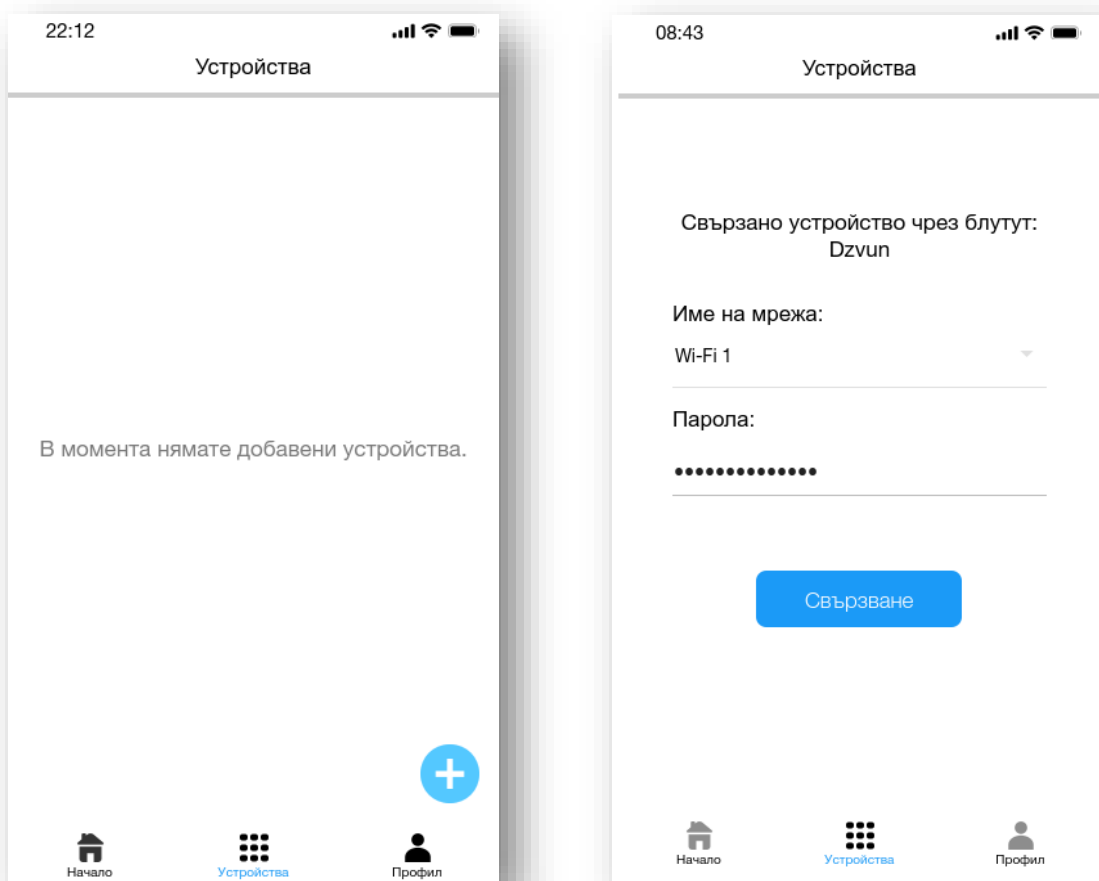 22:12
Устройства
В момента нямате добавени устройства.
Начало
Устройства
Профил
08:43
Устройства
Свързано устройство чрез блутут:
Dzvun
Име на мрежа:
Wi-Fi 1
Парола:
••••••••••••••
Свързване
Начало
Устройства
Профил